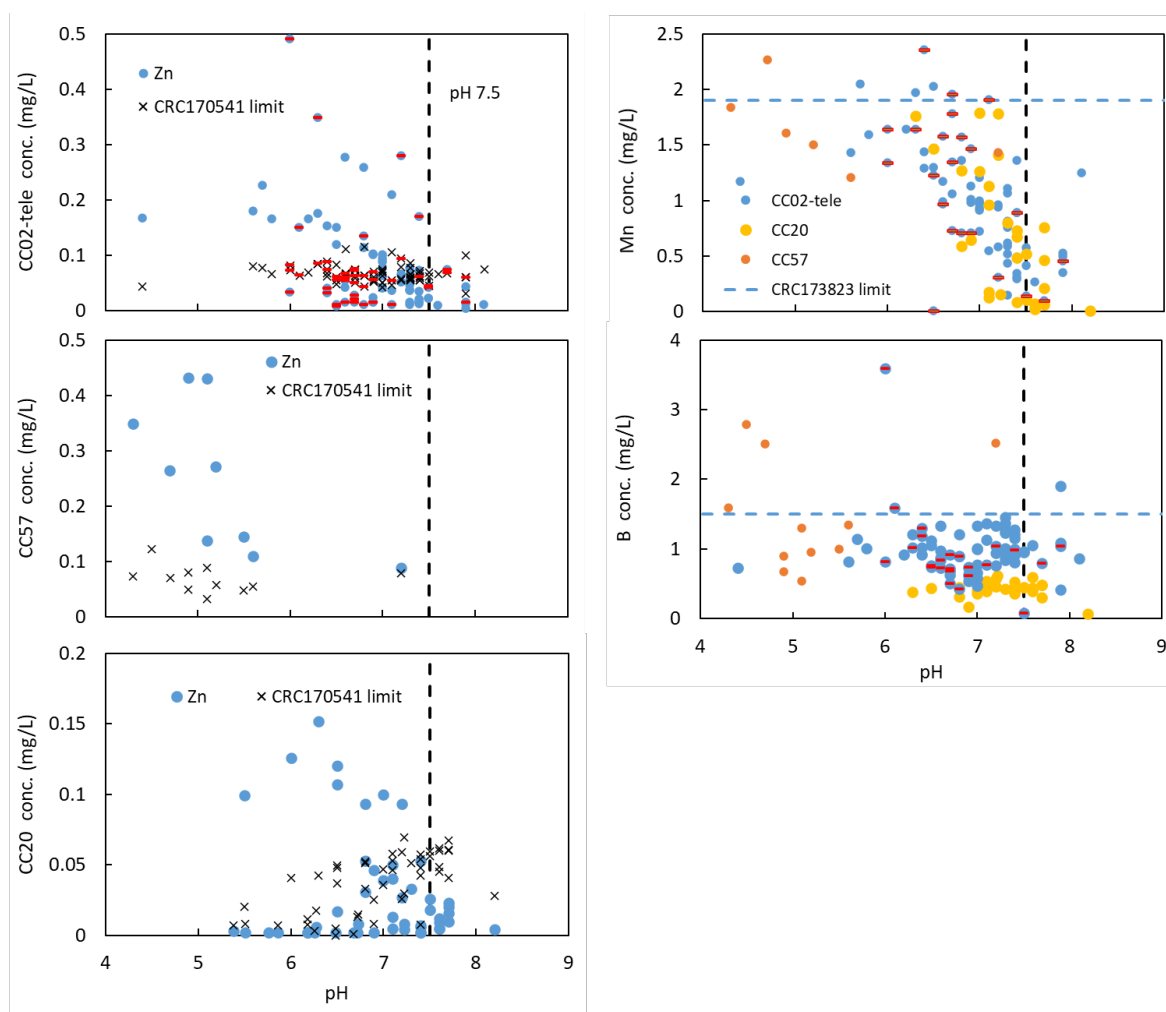 CC02-tele conc. (mg/L)
0.5
0.4
0.3
0.2
0.1
0
Zn
CRC170541 limit
pH 7.5
CC57 conc. (mg/L)
0.5
0.4
0.3
0.2
0.1
0
Zn
CRC170541 limit
CC20 conc. (mg/L)
0.2
0.15
0.1
0.05
0
Zn
CRC170541 limit
4 5 6 7 8 9
pH
Mn conc. (mg/L)
2.5
2
1.5
1
0.5
0
CC02-tele
CC20
CC57
CRC173823 limit
B conc. (mg/L)
4
3
2
1
0
4 5 6 7 8 9
pH